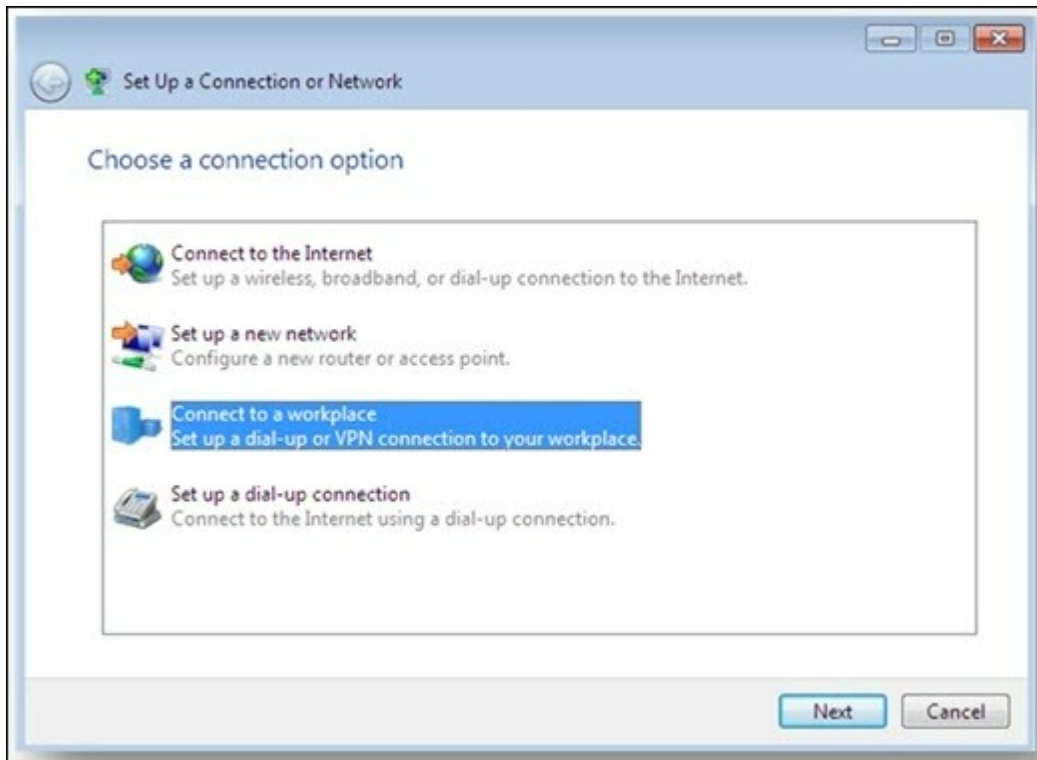 Set Up a Connection or Network
Choose a connection option
Connect to the Internet
Set up a wireless, broadband, or dial-up connection to the Internet.
Set up a new network
Configure a new router or access point.
Connect to a workplace
Set up a dial-up or VPN connection to your workplace.
Set up a dial-up connection
Connect to the Internet using a dial-up connection.
Next Cancel